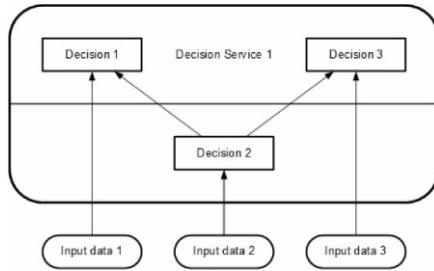 Decision 1
Decision Service 1
Decision 3
Decision 2
Input data 1
Input data 2
Input data 3